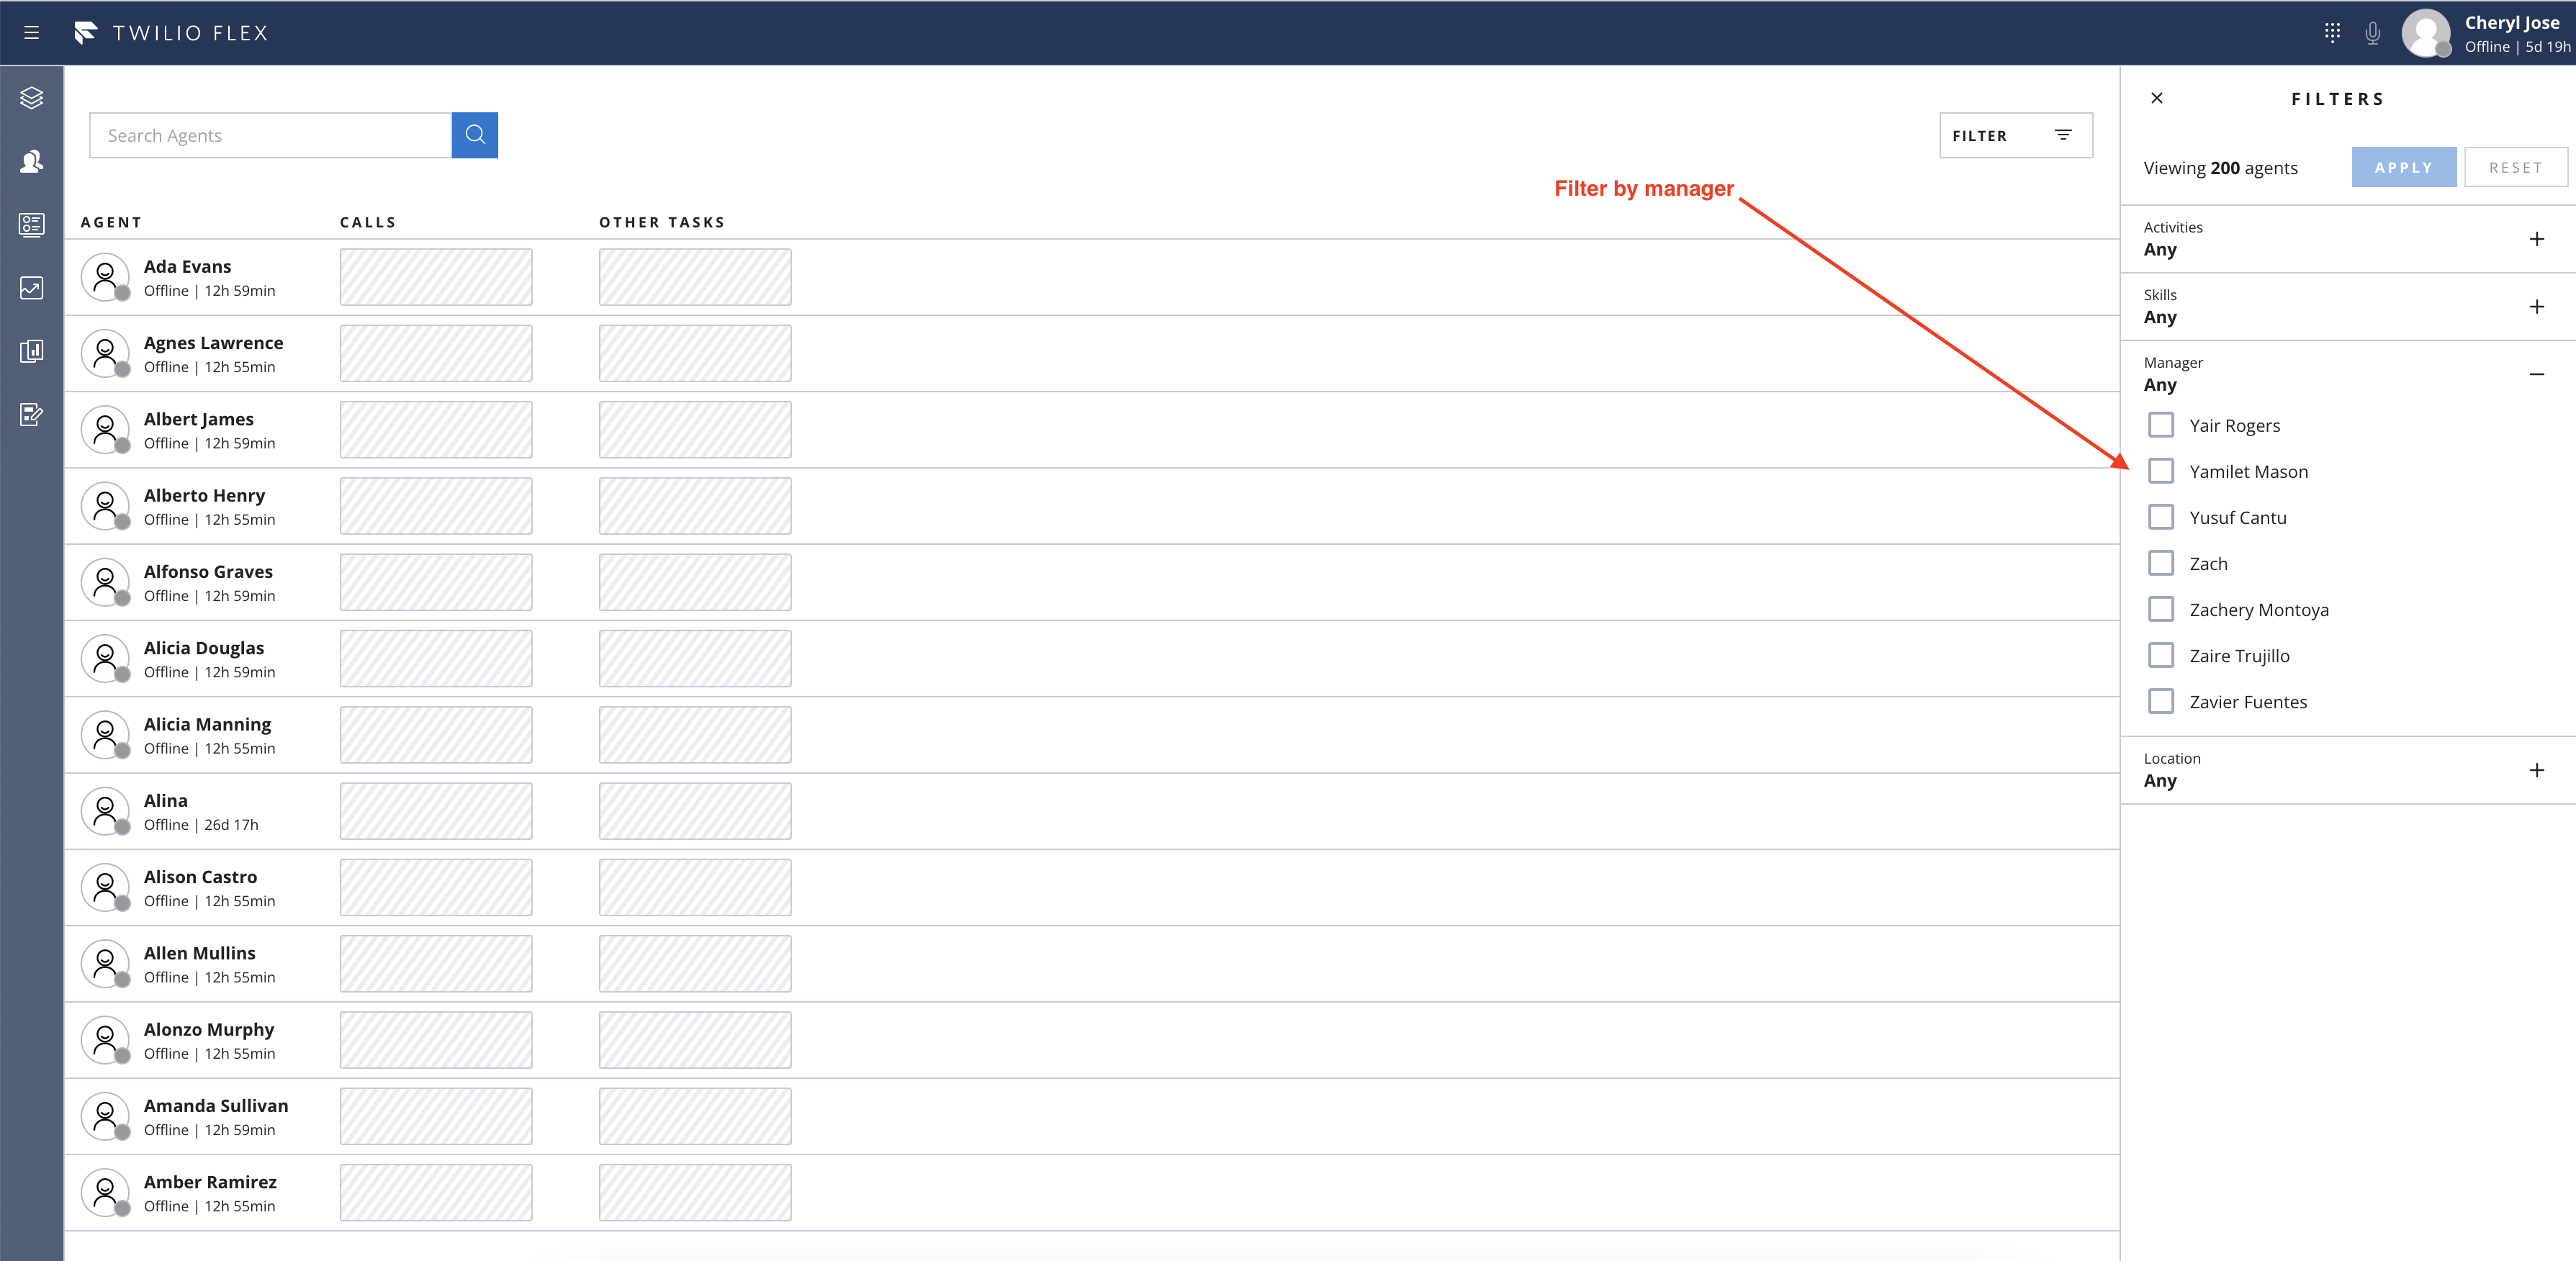 TWILIO FLEX
Cheryl Jose
Offline | 5d 19h
Search Agents
FILTER
Filter by manager
AGENT CALLS OTHER TASKS
Ada Evans
Offline | 12h 59min
Agnes Lawrence
Offline | 12h 55min
Albert James
Offline | 12h 59min
Alberto Henry
Offline | 12h 55min
Alfonso Graves
Offline | 12h 59min
Alicia Douglas
Offline | 12h 59min
Alicia Manning
Offline | 12h 55min
Alina
Offline | 26d 17h
Alison Castro
Offline | 12h 55min
Allen Mullins
Offline | 12h 55min
Alonzo Murphy
Offline | 12h 55min
Amanda Sullivan
Offline | 12h 59min
Amber Ramirez
Offline | 12h 55min
FILTERS
Viewing 200 agents
APPLY
RESET
Activities
Any
Skills
Any
Manager
Any
Yair Rogers
Yamilet Mason
Yusuf Cantu
Zach
Zachery Montoya
Zaire Trujillo
Zavier Fuentes
Location
Any